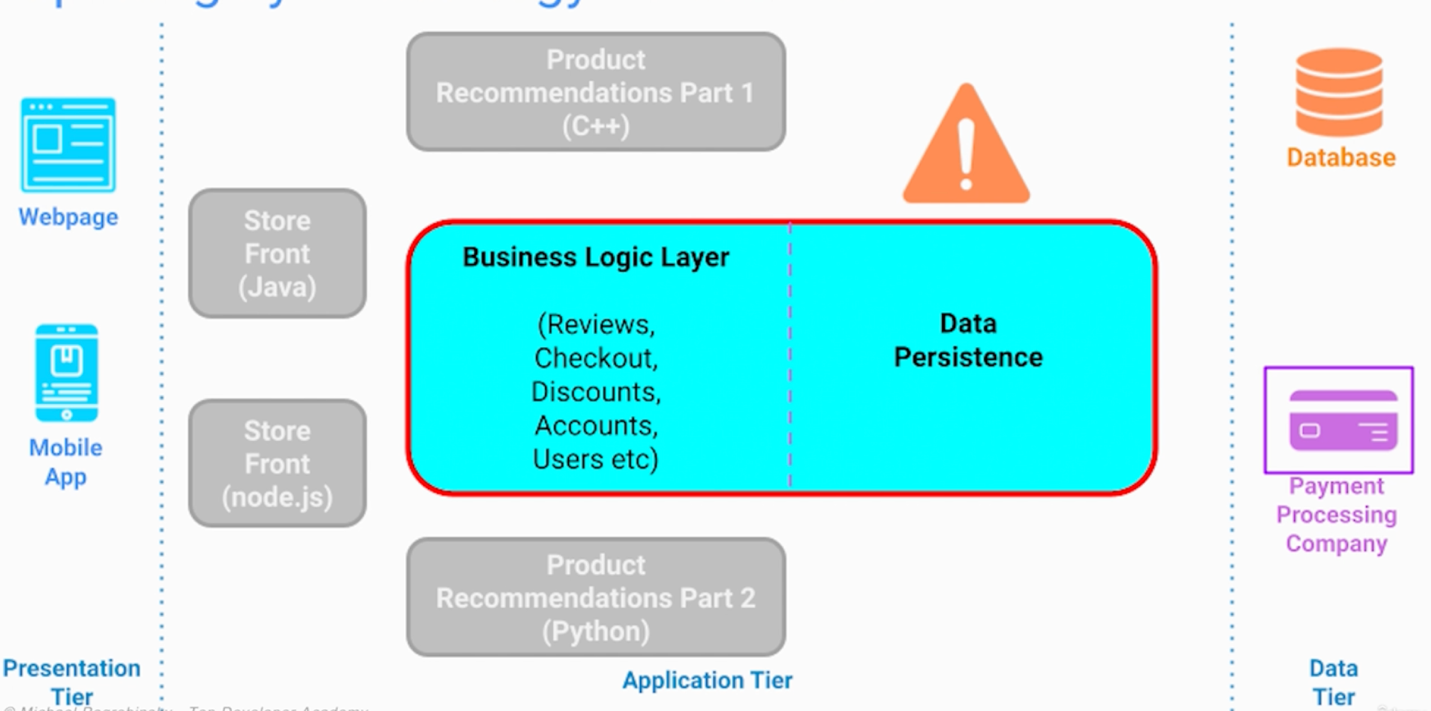 Product
Recommendations Part 1
(C++)
Database
Webpage
Store
Front
(Java)
Business Logic Layer
(Reviews,
Checkout,
Discounts,
Accounts,
Users etc)
Data
Persistence
Mobile
App
Store
Front
(node.js)
Payment
Processing
Company
Product
Recommendations Part 2
(Python)
Presentation
Tier
Application Tier
Data
Tier